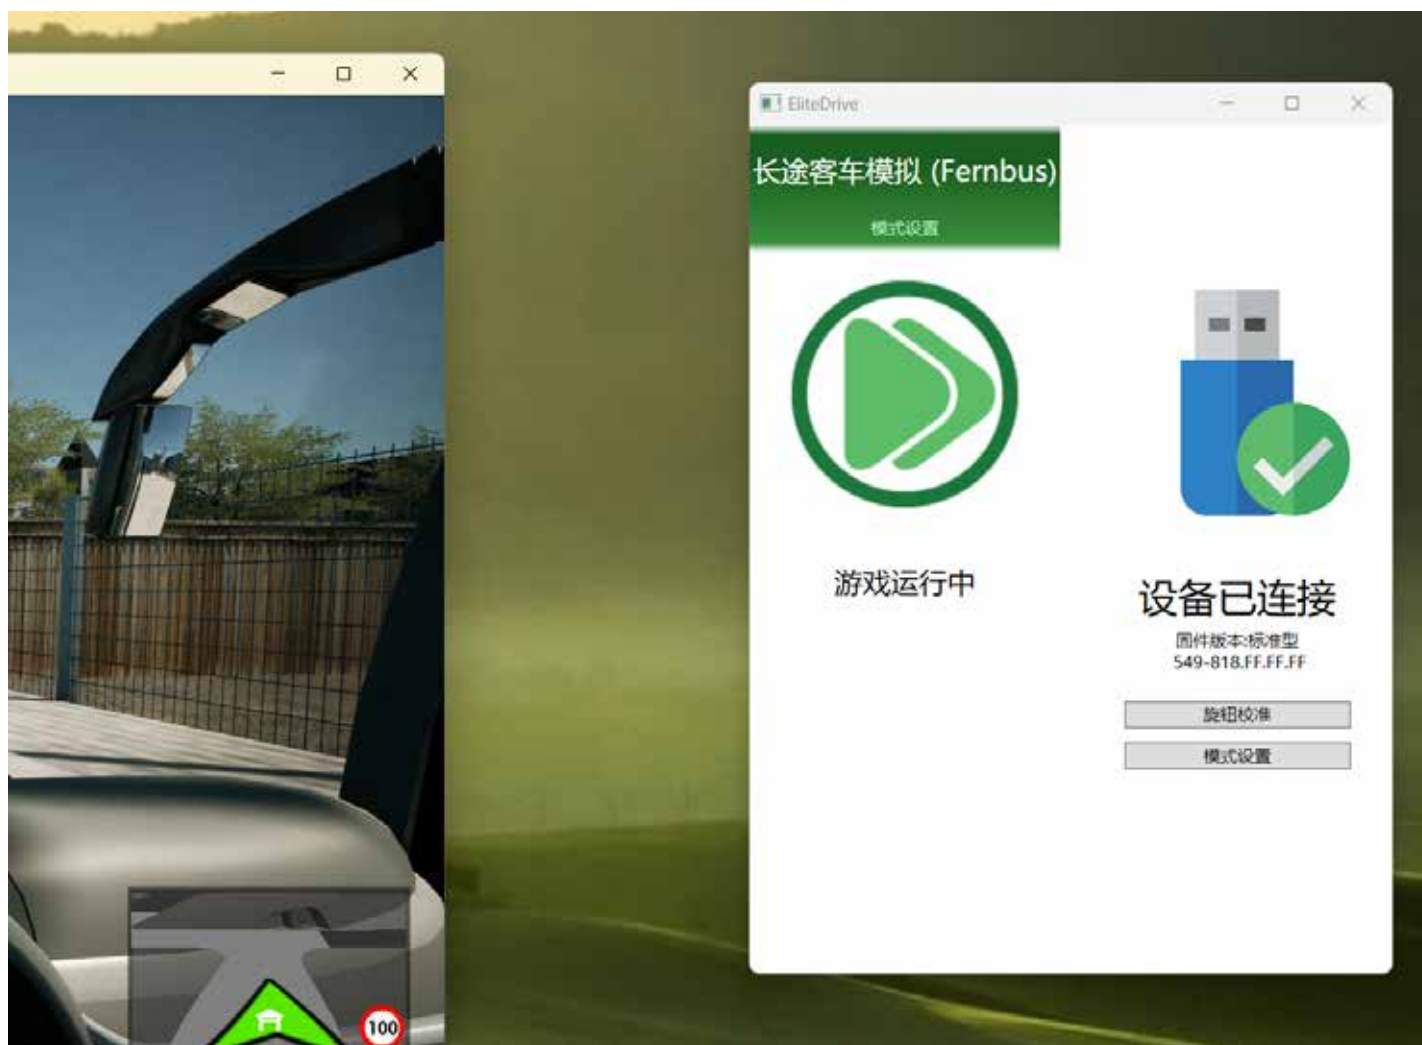 EliteDrive
长途客车模拟 (Fernbus)
模式设置
游戏运行中
设备已连接
固件版本:标准型
549-818.FF.FF.FF
旋钮校准
模式设置
100